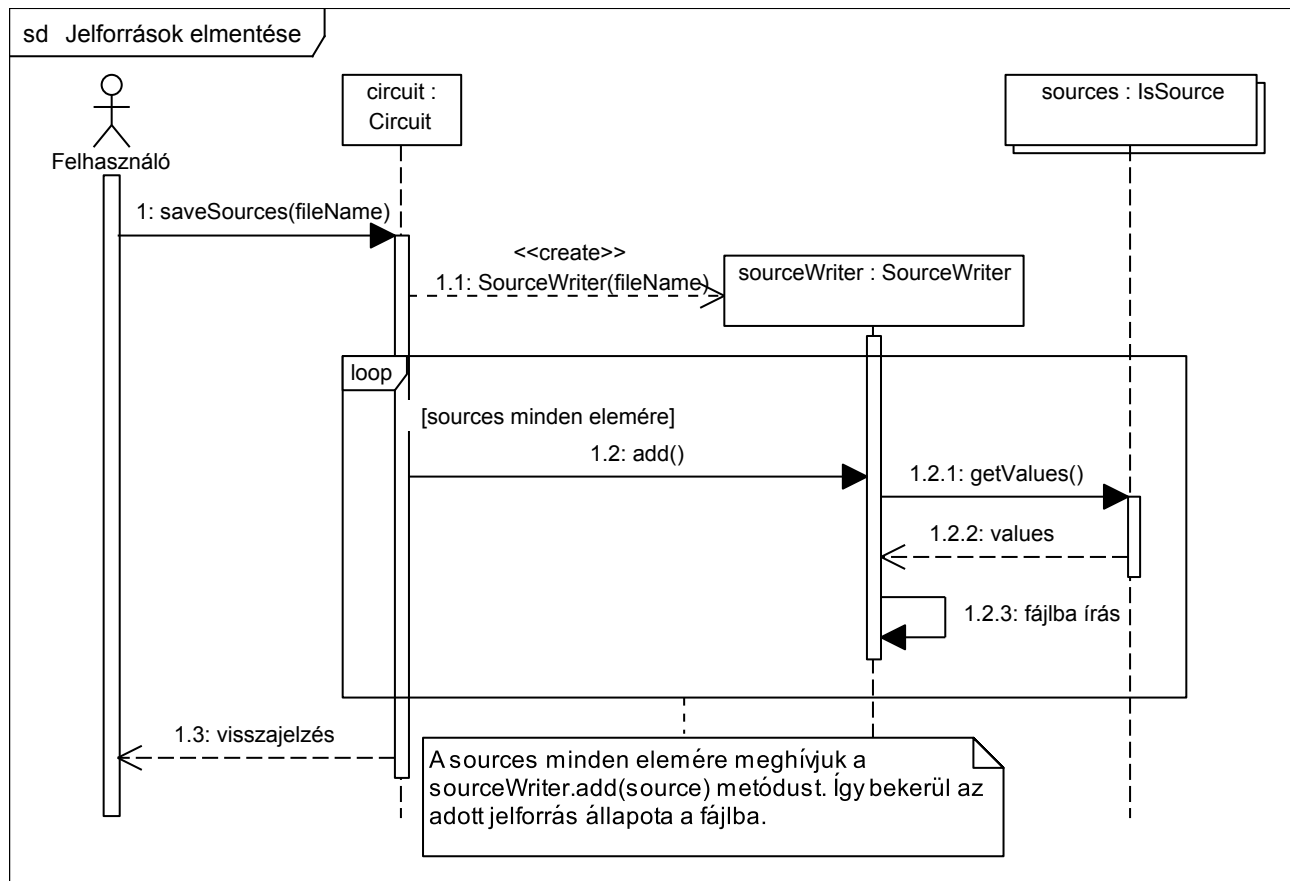 sd Jelforrások elmentése
circuit :
Circuit
sources : IsSource
Felhasználó
1: saveSources(fileName)
<<create>>
1.1: SourceWriter(fileName)
sourceWriter : SourceWriter
loop
[sources minden elemére]
1.2: add()
1.2.1: getValues()
1.2.2: values
1.2.3: fájlba írás
1.3: visszajelzés
A sources minden elemére meghívjuk a
sourceWriter.add(source) metódust. Így bekerül az
adott jelforrás állapota a fájlba.